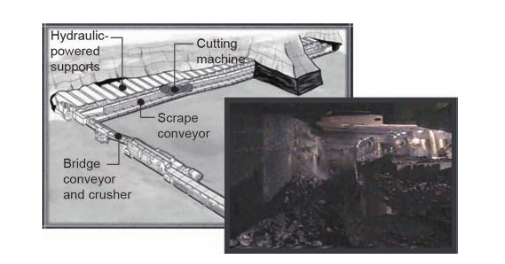 Hydraulic-
powered
supports
Cutting
machine
Scrape
conveyor
Bridge
conveyor
and crusher